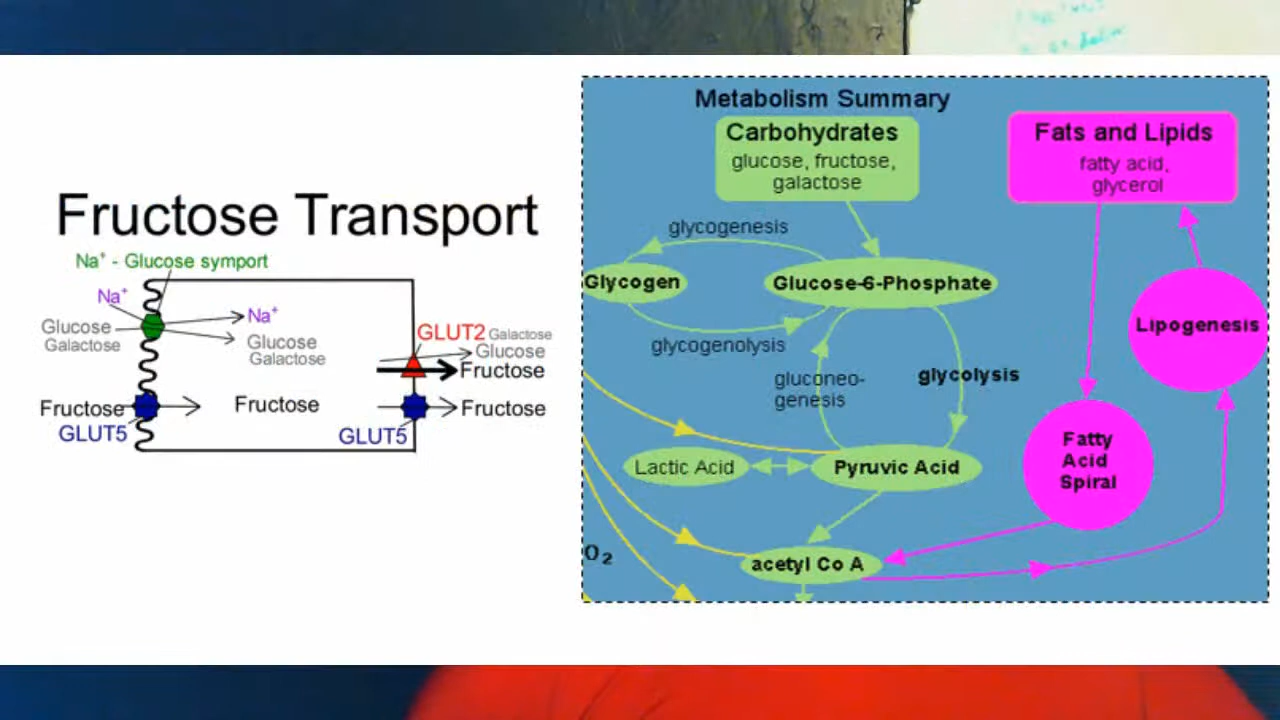 Fructose Transport
Na⁺ - Glucose symport
Na⁺
Na⁺
Glucose
Galactose
Glucose
Galactose
GLUT2 Galactose
Glucose
Fructose
Fructose
Fructose
Fructose
GLUT5
GLUT5
Metabolism Summary
Carbohydrates
glucose, fructose,
galactose
Fats and Lipids
fatty acid,
glycerol
glycogenesis
Glycogen
Glucose-6-Phosphate
glycogenolysis
Lipogenesis
gluconeo-
genesis
glycolysis
Lactic Acid
Pyruvic Acid
Fatty
Acid
Spiral
O₂
acetyl Co A